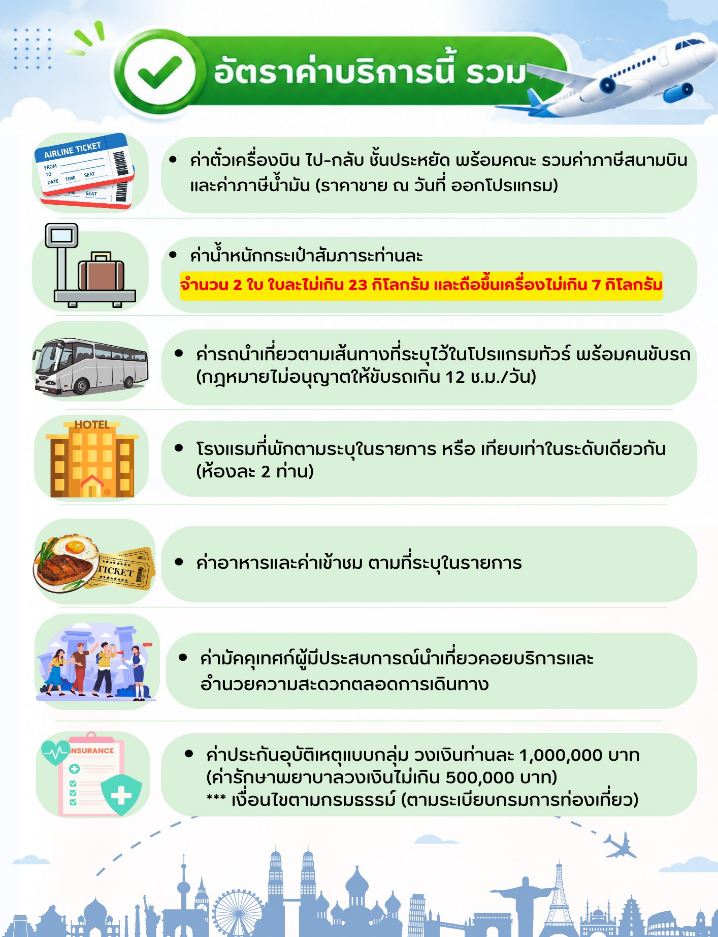 อัตราค่าบริการนี้ รวม
AIRLINE TICKET
FROM
TO
DATE TIME SEAT
SEAT
• ค่าตั๋วเครื่องบิน ไป-กลับ ชั้นประหยัด พร้อมคณะ รวมค่าภาษีสนามบิน
และค่าภาษีน้ำมัน (ราคาขาย ณ วันที่ ออกโปรแกรม)
• ค่าน้ำหนักกระเป๋าสัมภาระท่านละ
จำนวน 2 ใบ ใบละไม่เกิน 23 กิโลกรัม และถือขึ้นเครื่องไม่เกิน 7 กิโลกรัม
• ค่ารถนำเที่ยวตามเส้นทางที่ระบุไว้ในโปรแกรมทัวร์ พร้อมคนขับรถ
(กฎหมายไม่อนุญาตให้ขับรถเกิน 12 ช.ม./วัน)
HOTEL
• โรงแรมที่พักตามระบุในรายการ หรือ เทียบเท่าในระดับเดียวกัน
(ห้องละ 2 ท่าน)
TICKET
• ค่าอาหารและค่าเข้าชม ตามที่ระบุในรายการ
• ค่ามัคคุเทศก์ผู้มีประสบการณ์นำเที่ยวคอยบริการและ
อำนวยความสะดวกตลอดการเดินทาง
INSURANCE
• ค่าประกันอุบัติเหตุแบบกลุ่ม วงเงินท่านละ 1,000,000 บาท
(ค่ารักษาพยาบาลวงเงินไม่เกิน 500,000 บาท)
*** เงื่อนไขตามกรมธรรม์ (ตามระเบียบกรมการท่องเที่ยว)